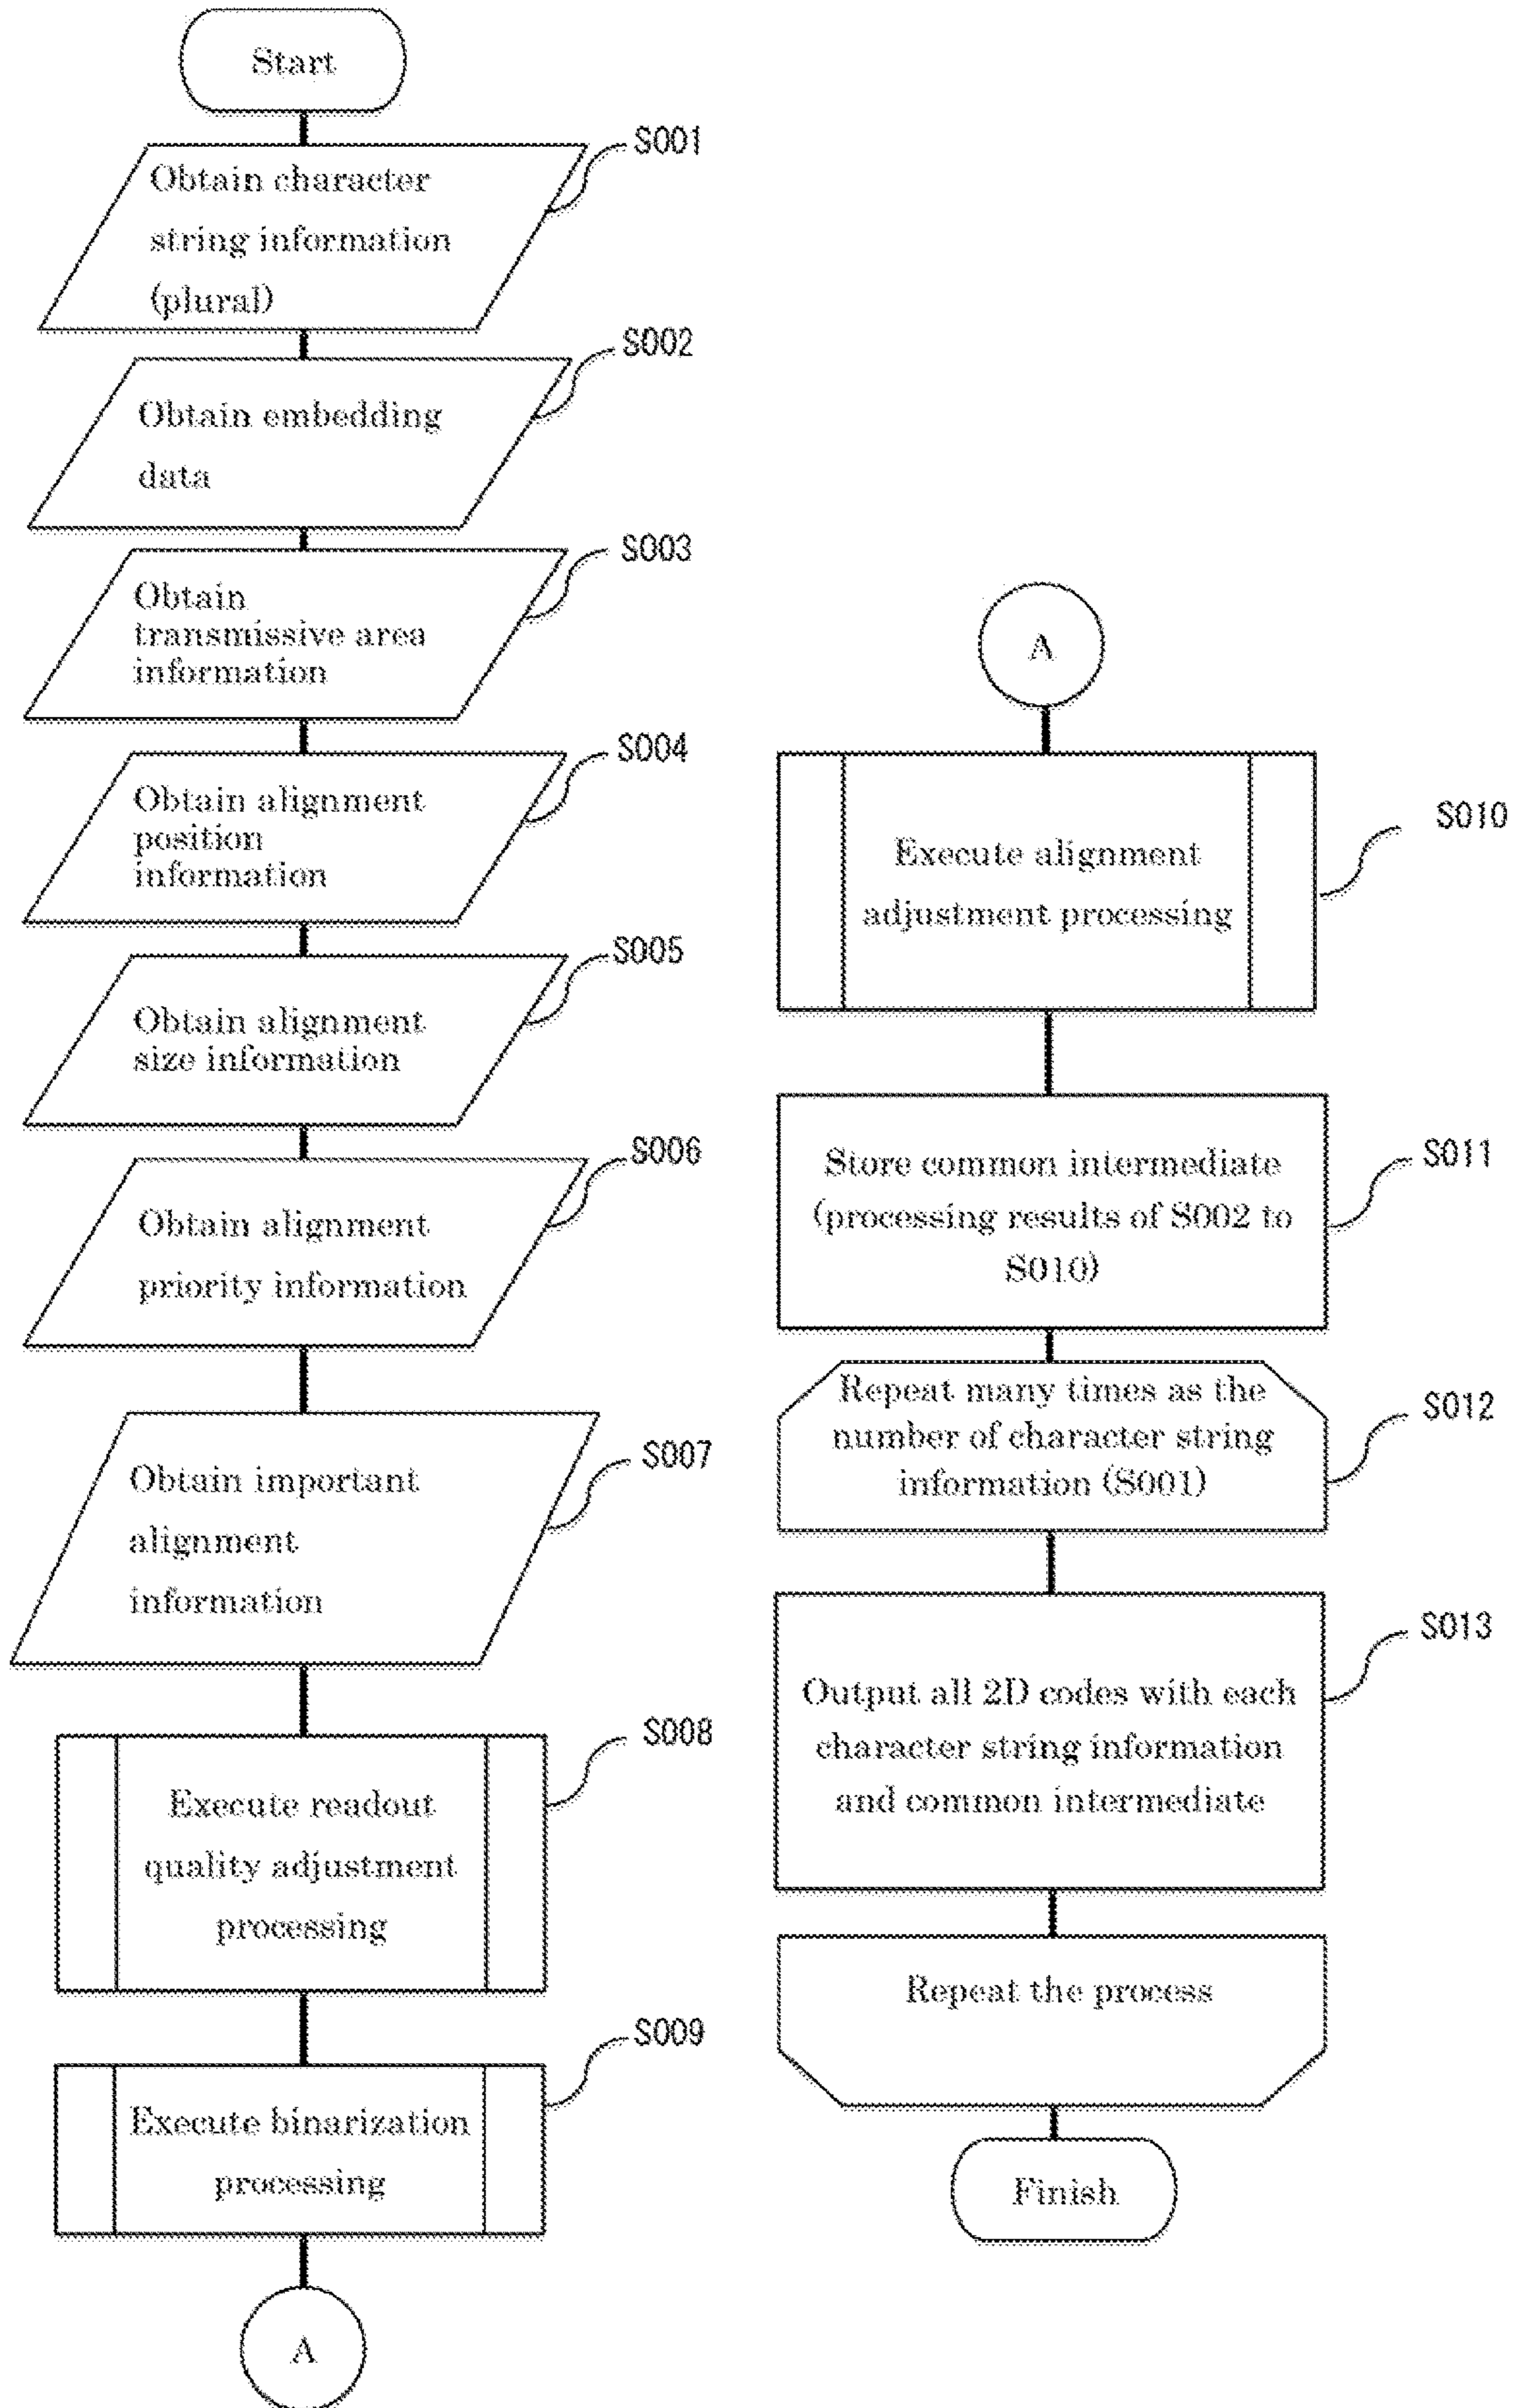 Start
S001
Obtain character
string information
(plural)
S002
Obtain embedding
data
S003
Obtain
transmissive area
information
S004
Obtain alignment
position
information
S005
Obtain alignment
size information
S006
Obtain alignment
priority information
S007
Obtain important
alignment
information
S008
Execute readout
quality adjustment
processing
S009
Execute binarization
processing
A
A
S010
Execute alignment
adjustment processing
S011
Store common intermediate
(processing results of S002 to
S010)
S012
Repeat many times as the
number of character string
information (S001)
S013
Output all 2D codes with each
character string information
and common intermediate
Repeat the process
Finish